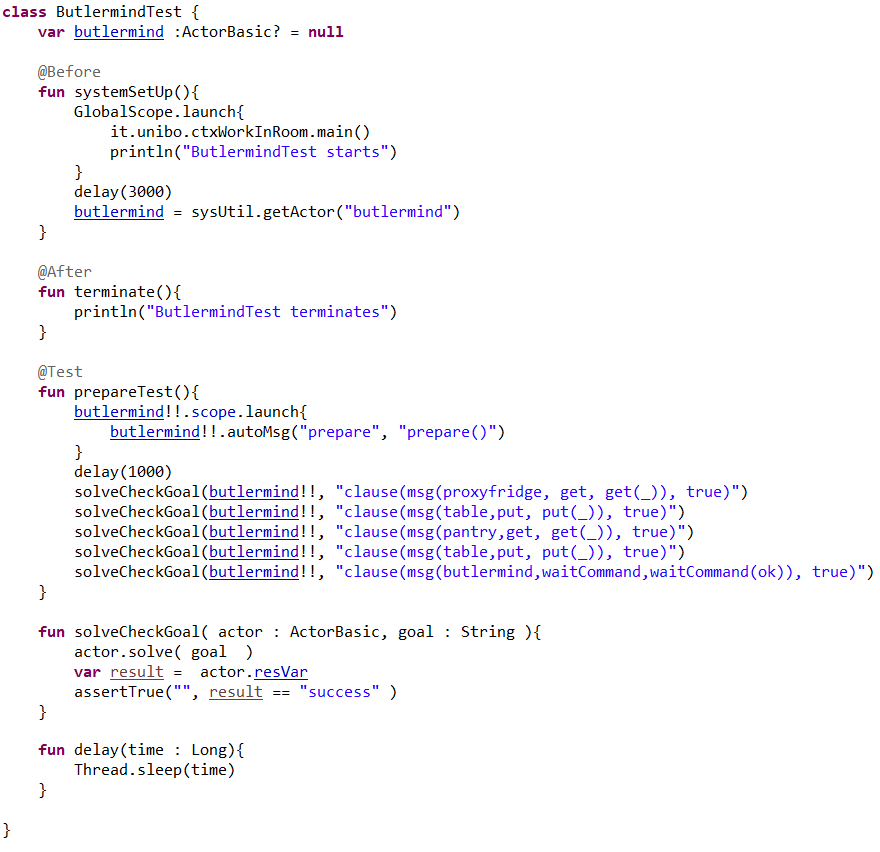 class ButlermindTest {
    var butlermind :ActorBasic? = null

    @Before
    fun systemSetUp(){
        GlobalScope.launch{
            it.unibo.ctxWorkInRoom.main()
            println("ButlermindTest starts")
        }
        delay(3000)
        butlermind = sysUtil.getActor("butlermind")
    }

    @After
    fun terminate(){
        println("ButlermindTest terminates")
    }

    @Test
    fun prepareTest(){
        butlermind!!.scope.launch{
            butlermind!!.autoMsg("prepare", "prepare()")
        }
        delay(1000)
        solveCheckGoal(butlermind!!, "clause(msg(proxyfridge, get, get(_)), true)")
        solveCheckGoal(butlermind!!, "clause(msg(table,put, put(_)), true)")
        solveCheckGoal(butlermind!!, "clause(msg(pantry,get, get(_)), true)")
        solveCheckGoal(butlermind!!, "clause(msg(table,put, put(_)), true)")
        solveCheckGoal(butlermind!!, "clause(msg(butlermind,waitCommand,waitCommand(ok)), true)")
    }

    fun solveCheckGoal( actor : ActorBasic, goal : String ){
        actor.solve( goal  )
        var result =  actor.resVar
        assertTrue("", result == "success" )
    }

    fun delay(time : Long){
        Thread.sleep(time)
    }

}